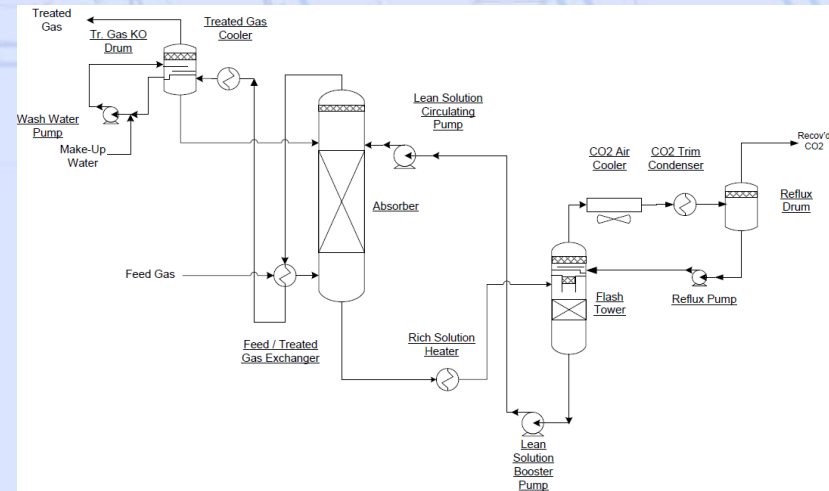 Treated
Gas
Tr. Gas KO
Drum
Treated Gas
Cooler
Wash Water
Pump
Make-Up
Water
Lean Solution
Circulating
Pump
Absorber
CO2 Air
Cooler
CO2 Trim
Condenser
Recov'd
CO2
Reflux
Drum
Feed Gas
Feed / Treated
Gas Exchanger
Rich Solution
Heater
Flash
Tower
Reflux Pump
Lean
Solution
Booster
Pump